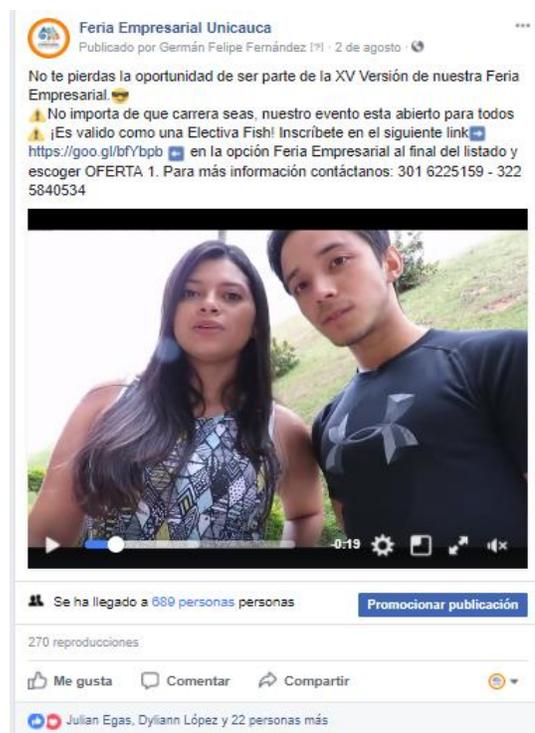 Feria Empresarial Unicauca
Publicado por Germán Felipe Fernández [?] · 2 de agosto ·
No te pierdas la oportunidad de ser parte de la XV Versión de nuestra Feria
Empresarial.
No importa de que carrera seas, nuestro evento esta abierto para todos
¡Es valido como una Electiva Fish! Inscríbete en el siguiente link
https://goo.gl/bfYbpb en la opción Feria Empresarial al final del listado y
escoger OFERTA 1. Para más información contáctanos: 301 6225159 - 322
5840534
-0:19
Se ha llegado a 689 personas personas
Promocionar publicación
270 reproducciones
Me gusta Comentar Compartir
Julian Egas, Dyliann López y 22 personas más